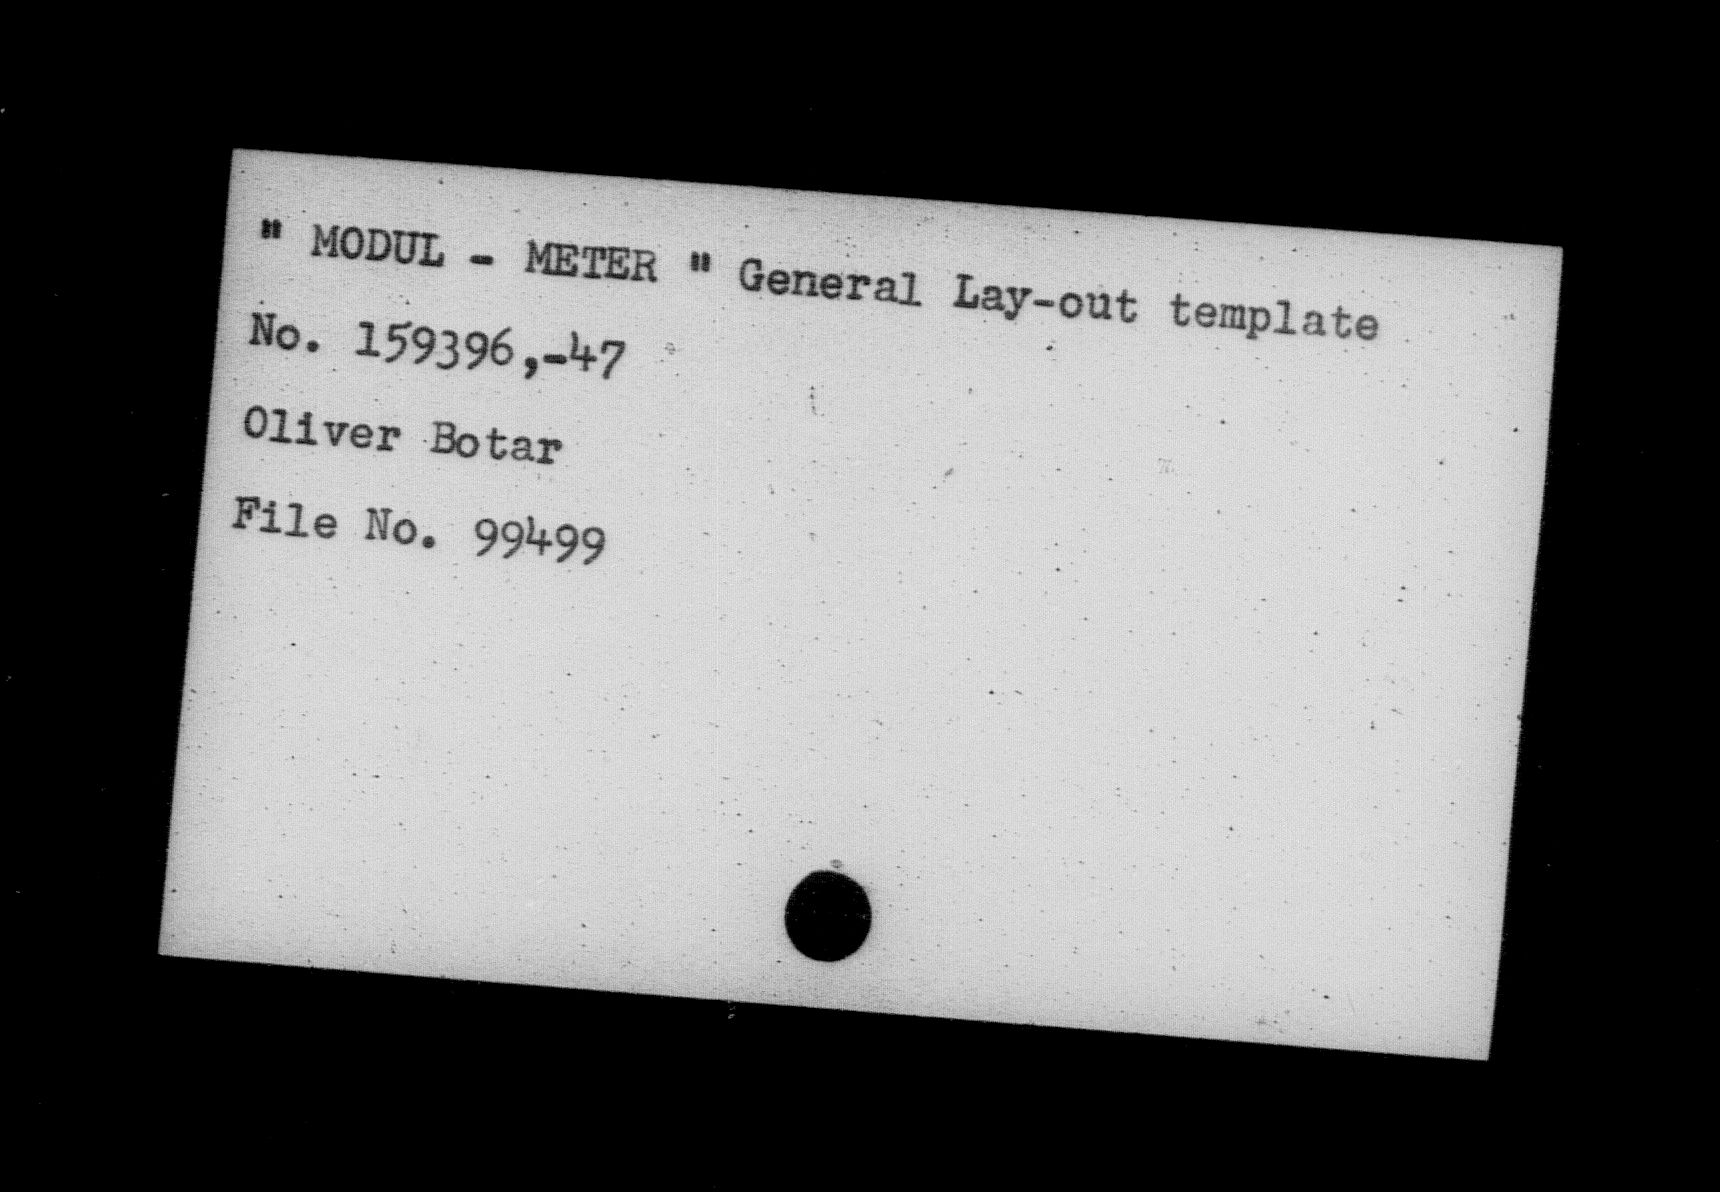 " MODUL - METER " General Lay-out template
No. 159396,-47
Oliver Botar
File No. 99499